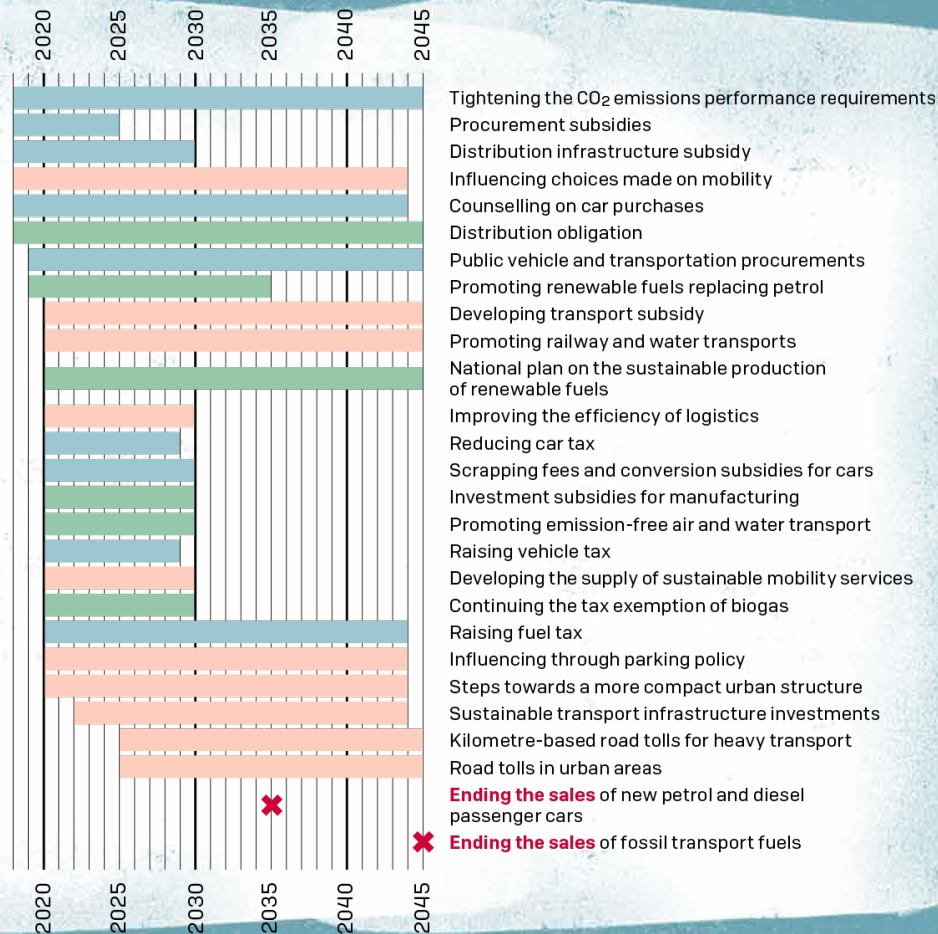 2020 2025 2030 2035 2040 2045
Tightening the CO2 emissions performance requirements
Procurement subsidies
Distribution infrastructure subsidy
Influencing choices made on mobility
Counselling on car purchases
Distribution obligation
Public vehicle and transportation procurements
Promoting renewable fuels replacing petrol
Developing transport subsidy
Promoting railway and water transports
National plan on the sustainable production
of renewable fuels
Improving the efficiency of logistics
Reducing car tax
Scrapping fees and conversion subsidies for cars
Investment subsidies for manufacturing
Promoting emission-free air and water transport
Raising vehicle tax
Developing the supply of sustainable mobility services
Continuing the tax exemption of biogas
Raising fuel tax
Influencing through parking policy
Steps towards a more compact urban structure
Sustainable transport infrastructure investments
Kilometre-based road tolls for heavy transport
Road tolls in urban areas
Ending the sales of new petrol and diesel
passenger cars
Ending the sales of fossil transport fuels
2020 2025 2030 2035 2040 2045